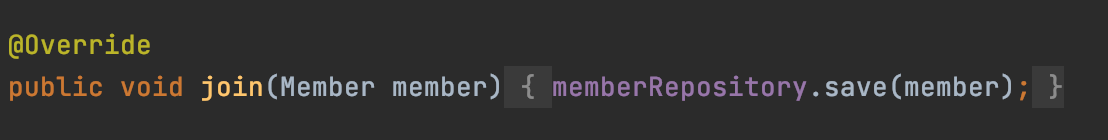 @Override
public void join(Member member) { memberRepository.save(member); }